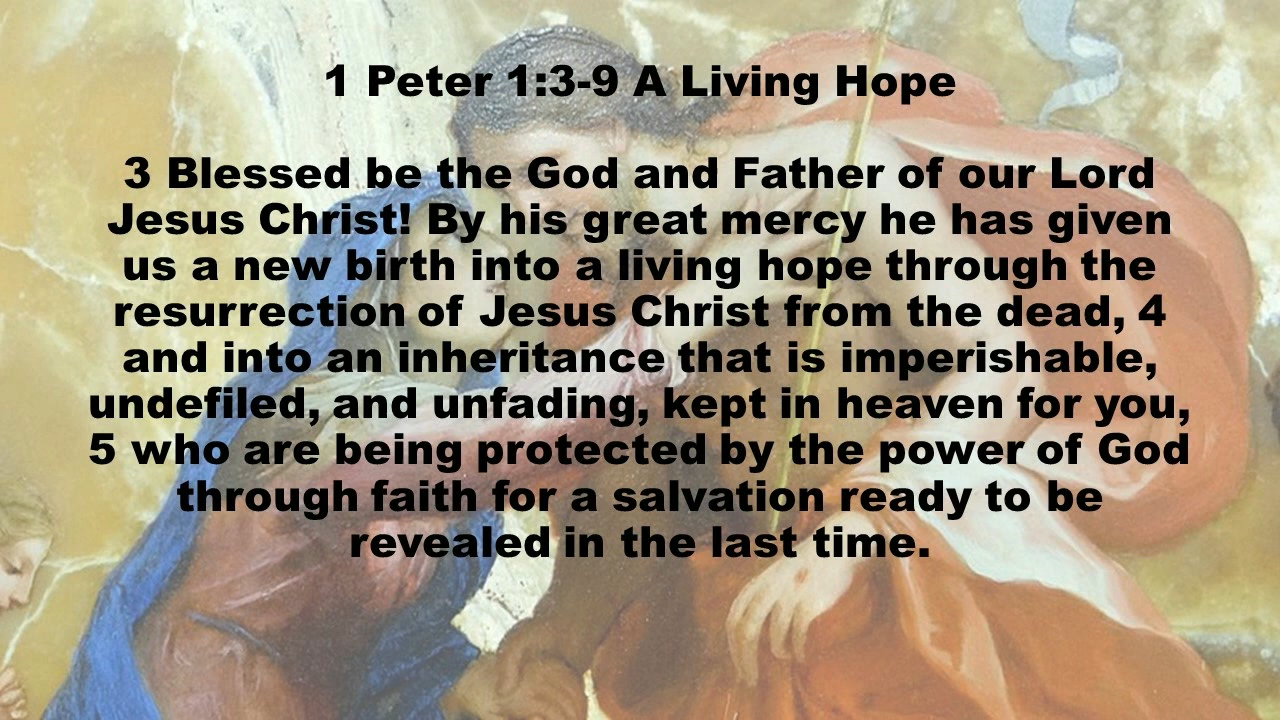 1 Peter 1:3-9 A Living Hope
3 Blessed be the God and Father of our Lord
Jesus Christ! By his great mercy he has given
us a new birth into a living hope through the
resurrection of Jesus Christ from the dead, 4
and into an inheritance that is imperishable,
undefiled, and unfading, kept in heaven for you,
5 who are being protected by the power of God
through faith for a salvation ready to be
revealed in the last time.